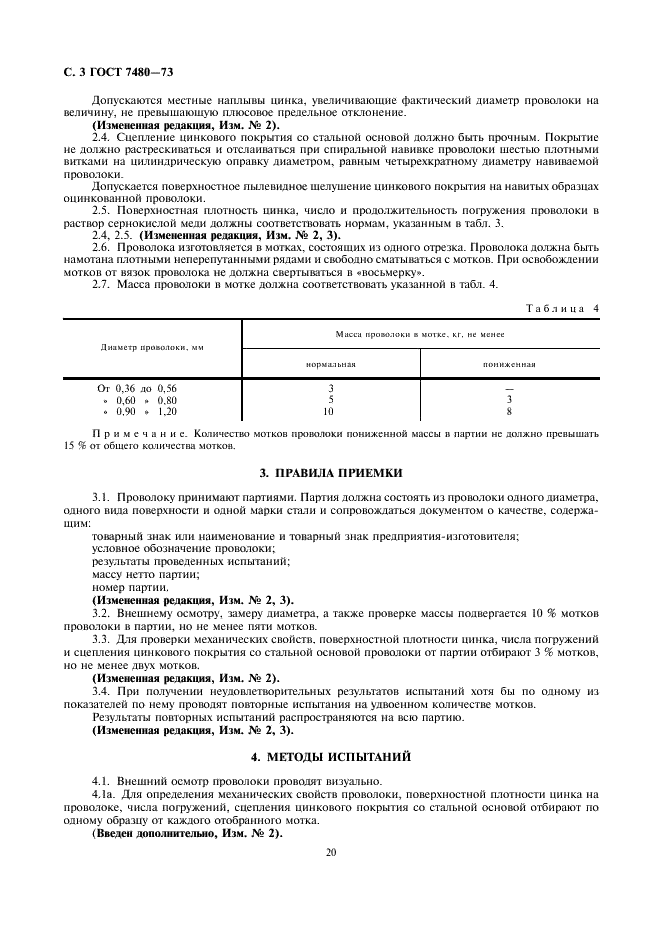 С. 3 ГОСТ 7480—73
Допускаются местные наплывы цинка, увеличивающие фактический диаметр проволоки на
величину, не превышающую плюсовое предельное отклонение.
(Измененная редакция, Изм. № 2).
2.4. Сцепление цинкового покрытия со стальной основой должно быть прочным. Покрытие
не должно растрескиваться и отслаиваться при спиральной навивке проволоки шестью плотными
витками на цилиндрическую оправку диаметром, равным четырехкратному диаметру навиваемой
проволоки.
Допускается поверхностное пылевидное шелушение цинкового покрытия на навитых образцах
оцинкованной проволоки.
2.5. Поверхностная плотность цинка, число и продолжительность погружения проволоки в
раствор сернокислой меди должны соответствовать нормам, указанным в табл. 3.
2.4, 2.5. (Измененная редакция, Изм. № 2, 3).
2.6. Проволока изготовляется в мотках, состоящих из одного отрезка. Проволока должна быть
намотана плотными неперепутанными рядами и свободно сматываться с мотков. При освобождении
мотков от вязок проволока не должна свертываться в «восьмерку».
2.7. Масса проволоки в мотке должна соответствовать указанной в табл. 4.
Таблица 4
Масса проволоки в мотке, кг, не менее
Диаметр проволоки, мм
нормальная пониженная
От 0,36 до 0,56 3 —
» 0,60 » 0,80 5 3
» 0,90 » 1,20 10 8
Примечание. Количество мотков проволоки пониженной массы в партии не должно превышать
15 % от общего количества мотков.
3. ПРАВИЛА ПРИЕМКИ
3.1. Проволоку принимают партиями. Партия должна состоять из проволоки одного диаметра,
одного вида поверхности и одной марки стали и сопровождаться документом о качестве, содержа-
щим:
товарный знак или наименование и товарный знак предприятия-изготовителя;
условное обозначение проволоки;
результаты проведенных испытаний;
массу нетто партии;
номер партии.
(Измененная редакция, Изм. № 2, 3).
3.2. Внешнему осмотру, замеру диаметра, а также проверке массы подвергается 10 % мотков
проволоки в партии, но не менее пяти мотков.
3.3. Для проверки механических свойств, поверхностной плотности цинка, числа погружений
и сцепления цинкового покрытия со стальной основой проволоки от партии отбирают 3 % мотков,
но не менее двух мотков.
(Измененная редакция, Изм. № 2).
3.4. При получении неудовлетворительных результатов испытаний хотя бы по одному из
показателей по нему проводят повторные испытания на удвоенном количестве мотков.
Результаты повторных испытаний распространяются на всю партию.
(Измененная редакция, Изм. № 2, 3).
4. МЕТОДЫ ИСПЫТАНИЙ
4.1. Внешний осмотр проволоки проводят визуально.
4.1а. Для определения механических свойств проволоки, поверхностной плотности цинка на
проволоке, числа погружений, сцепления цинкового покрытия со стальной основой отбирают по
одному образцу от каждого отобранного мотка.
(Введен дополнительно, Изм. № 2).
20